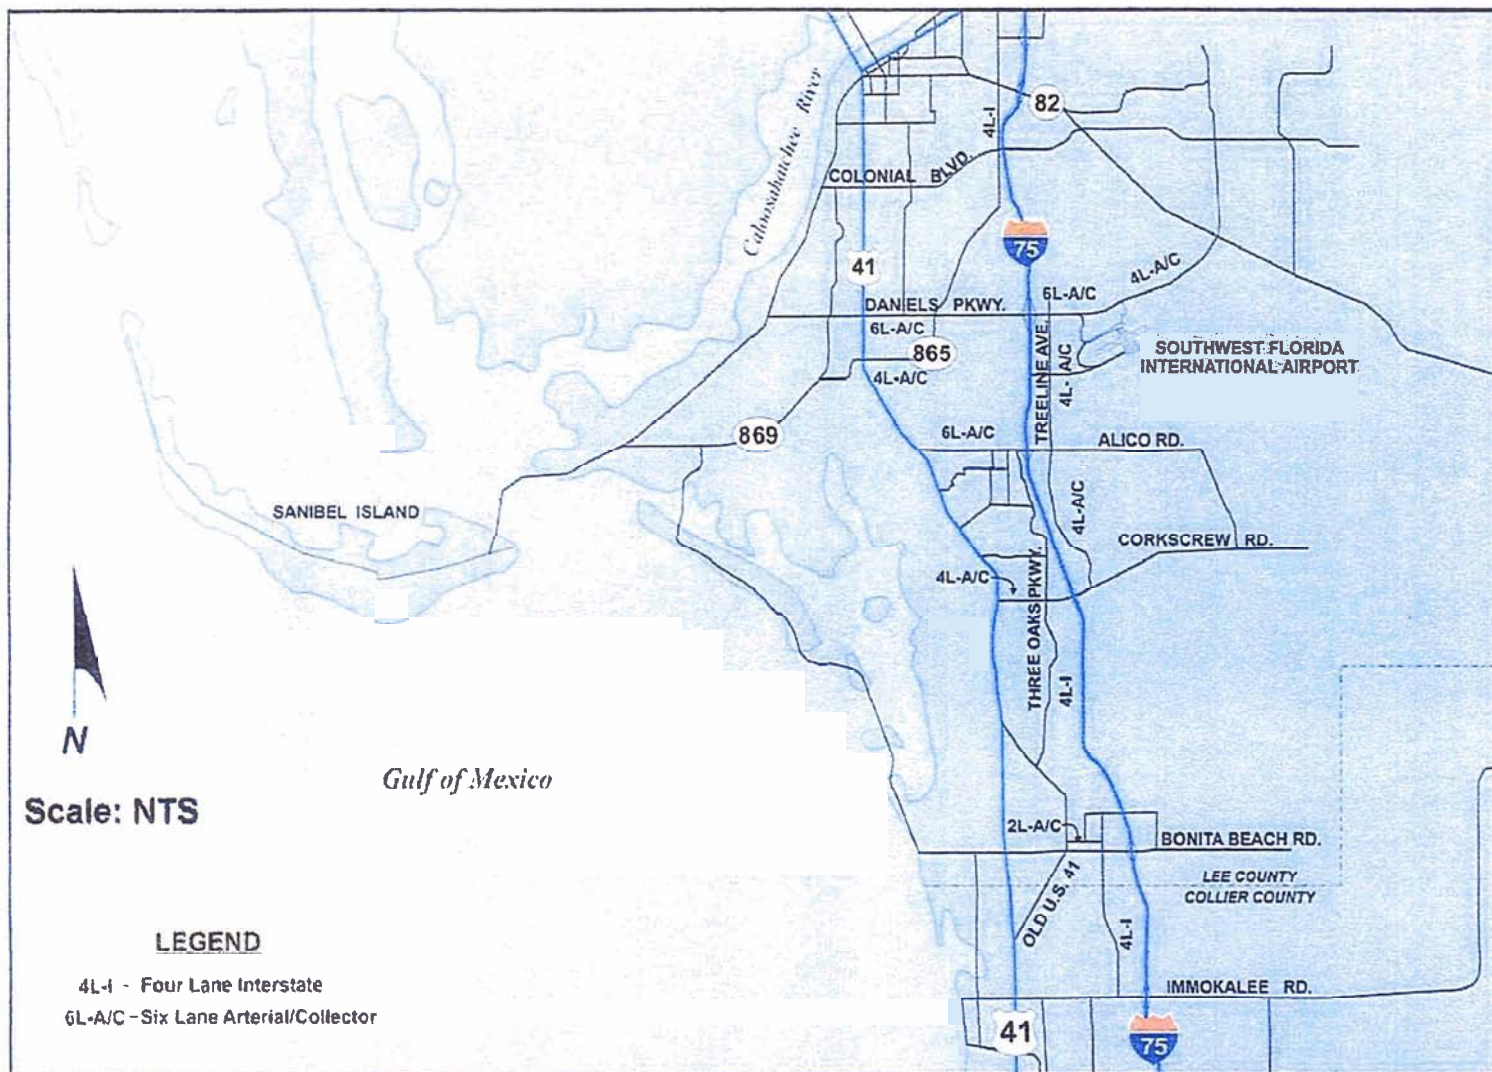 Caloosahatchee River
82
4L-I
COLONIAL BLVD.
75
41
4L-A/C
6L-A/C
DANIELS PKWY.
6L-A/C
865
SOUTHWEST FLORIDA
INTERNATIONAL AIRPORT
4L-A/C
TREELINE AVE.
4L- A/C
869
6L-A/C
ALICO RD.
SANIBEL ISLAND
4L-A/C
CORKSCREW RD.
4L-A/C
THREE OAKS PKWY.
4L-I
N
Gulf of Mexico
Scale: NTS
2L-A/C
BONITA BEACH RD.
LEE COUNTY
COLLIER COUNTY
OLD U.S. 41
4L-I
LEGEND
4L-I - Four Lane Interstate
6L-A/C - Six Lane Arterial/Collector
IMMOKALEE RD.
41
75